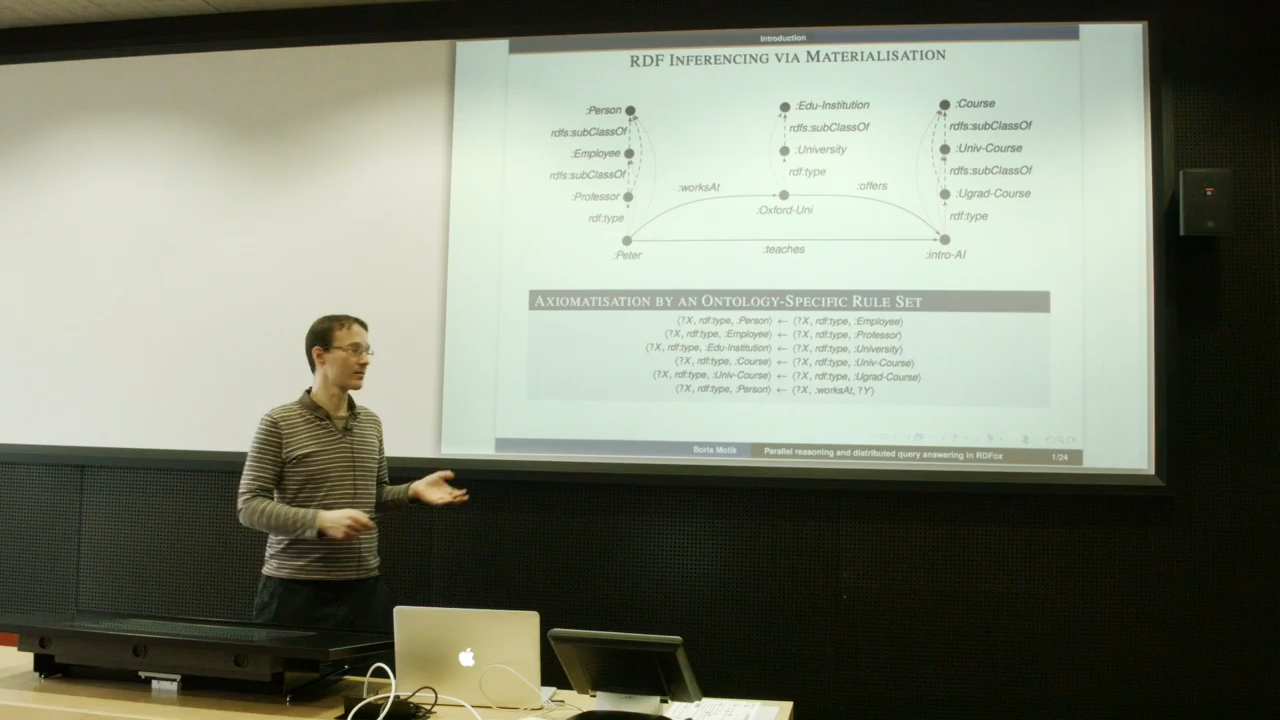 Introduction
RDF INFERENCING VIA MATERIALISATION
:Person
rdfs:subClassOf
:Employee
rdfs:subClassOf
:Professor
rdf:type
:Peter
:worksAt
:Edu-Institution
rdfs:subClassOf
:University
rdf:type
:Oxford-Uni
:offers
:teaches
:Course
rdfs:subClassOf
:Univ-Course
rdfs:subClassOf
:Ugrad-Course
rdf:type
:intro-AI
AXIOMATISATION BY AN ONTOLOGY-SPECIFIC RULE SET
⟨?X, rdf:type, :Person⟩ ← ⟨?X, rdf:type, :Employee⟩
⟨?X, rdf:type, :Employee⟩ ← ⟨?X, rdf:type, :Professor⟩
⟨?X, rdf:type, :Edu-Institution⟩ ← ⟨?X, rdf:type, :University⟩
⟨?X, rdf:type, :Course⟩ ← ⟨?X, rdf:type, :Univ-Course⟩
⟨?X, rdf:type, :Univ-Course⟩ ← ⟨?X, rdf:type, :Ugrad-Course⟩
⟨?X, rdf:type, :Person⟩ ← ⟨?X, :worksAt, ?Y⟩
Boris Motik
Parallel reasoning and distributed query answering in RDFox
1/24